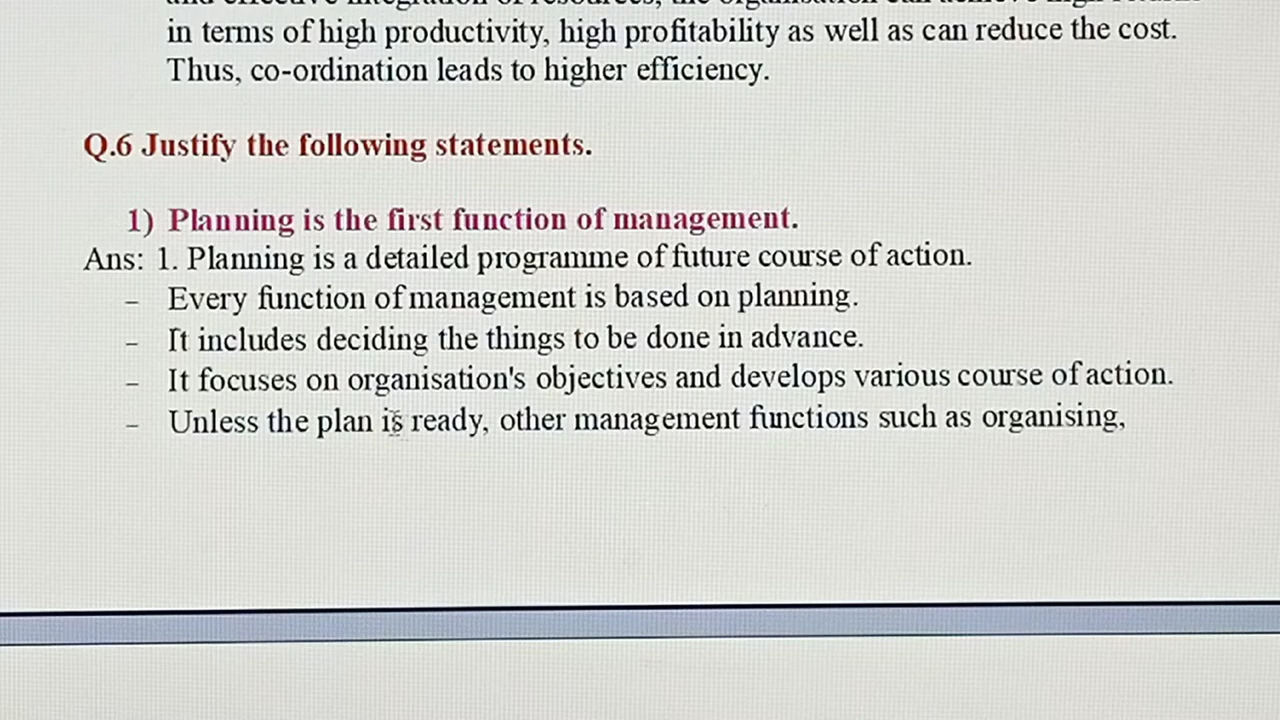 in terms of high productivity, high profitability as well as can reduce the cost.
Thus, co-ordination leads to higher efficiency.
Q.6 Justify the following statements.
1) Planning is the first function of management.
Ans: 1. Planning is a detailed programme of future course of action.
- Every function of management is based on planning.
- It includes deciding the things to be done in advance.
- It focuses on organisation's objectives and develops various course of action.
- Unless the plan is ready, other management functions such as organising,